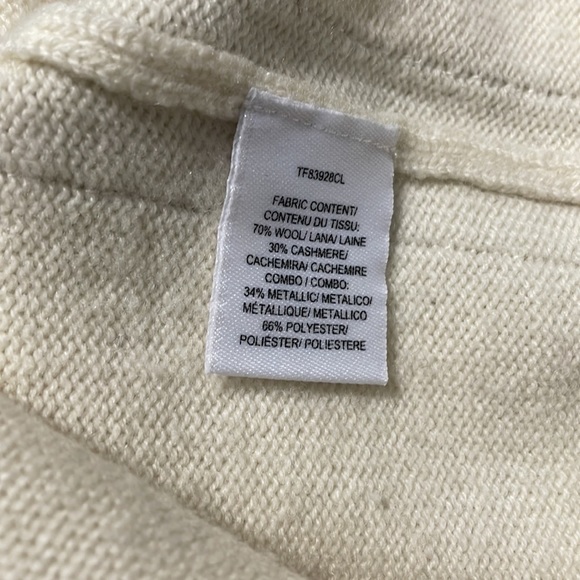 TF83928CL
FABRIC CONTENT/
CONTENU DU TISSU:
70% WOOL/ LANA/ LAINE
30% CASHMERE/
CACHEMIRA/ CACHEMIRE
COMBO / COMBO:
34% METALLIC/ METALICO/
MÉTALLIQUE/ METALLICO
66% POLYESTER/
POLIÉSTER/ POLIESTERE